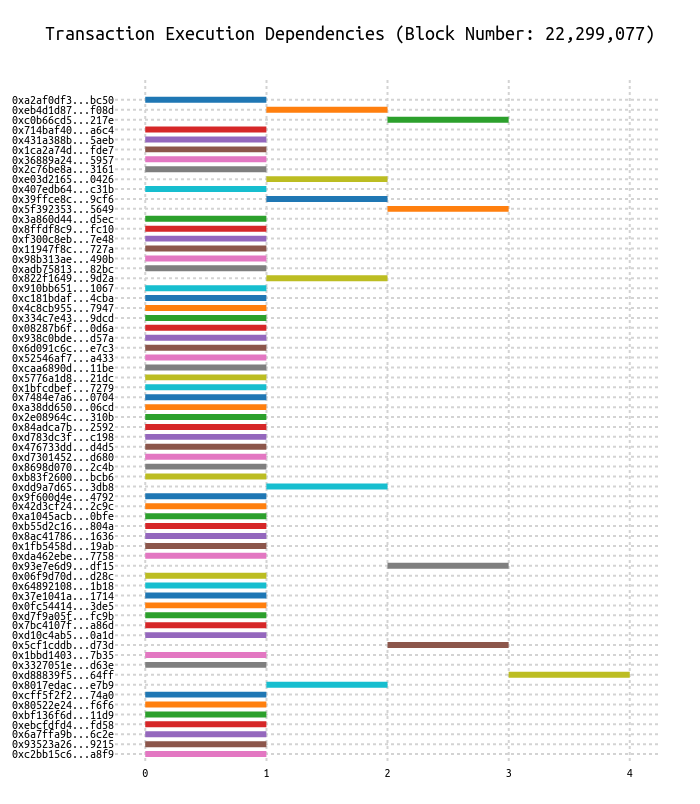 Transaction Execution Dependencies (Block Number: 22,299,077)
0xa2af0df3...bc50
0xeb4d1d87...f08d
0xc0b66cd5...217e
0x714baf40...a6c4
0x431a388b...5aeb
0x1ca2a74d...fde7
0x36889a24...5957
0x2c76be8a...3161
0xe03d2165...0426
0x407edb64...c31b
0x39ffce8c...9cf6
0x5f392353...5649
0x3a860d44...d5ec
0x8ffdf8c9...fc10
0xf300c8eb...7e48
0x11947f8c...727a
0x98b313ae...490b
0xadb75813...82bc
0x822f1649...9d2a
0x910bb651...1067
0xc181bdaf...4cba
0x4c8cb955...7947
0x334c7e43...9dcd
0x08287b6f...0d6a
0x938c0bde...d57a
0x6d091c6c...e7c3
0x52546af7...a433
0xcaa6890d...11be
0x5776a1d8...21dc
0x1bfcdbef...7279
0x7484e7a6...0704
0xa38dd650...06cd
0x2e08964c...310b
0x84adca7b...2592
0xd783dc3f...c198
0x476733dd...d4d5
0xd7301452...d680
0x8698d070...2c4b
0xb83f2600...bcb6
0xdd9a7d65...3db8
0x9f600d4e...4792
0x42d3cf24...2c9c
0xa1045acb...0bfe
0xb55d2c16...804a
0x8ac41786...1636
0x1fb5458d...19ab
0xda462ebe...7758
0x93e7e6d9...df15
0x06f9d70d...d28c
0x64892108...1b18
0x37e1041a...1714
0x0fc54414...3de5
0xd7f9a05f...fc9b
0x7bc4107f...a86d
0xd10c4ab5...0a1d
0x5cf1cddb...d73d
0x1bbd1403...7b35
0x3327051e...d63e
0xd88839f5...64ff
0x8017edac...e7b9
0xcff5f2f2...74a0
0x80522e24...f6f6
0xbf136f6d...11d9
0xebcfdfd4...fd58
0x6a7ffa9b...6c2e
0x93523a26...9215
0xc2bb15c6...a8f9
0 1 2 3 4